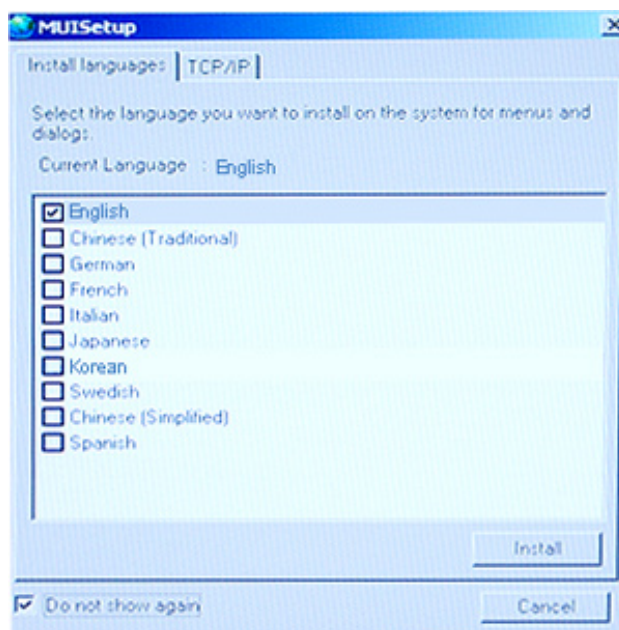 MUISetup
Install languages
TCP/IP
Select the language you want to install on the system for menus and
dialogs.
Current Language : English
English
Chinese (Traditional)
German
French
Italian
Japanese
Korean
Swedish
Chinese (Simplified)
Spanish
Install
Do not show again
Cancel